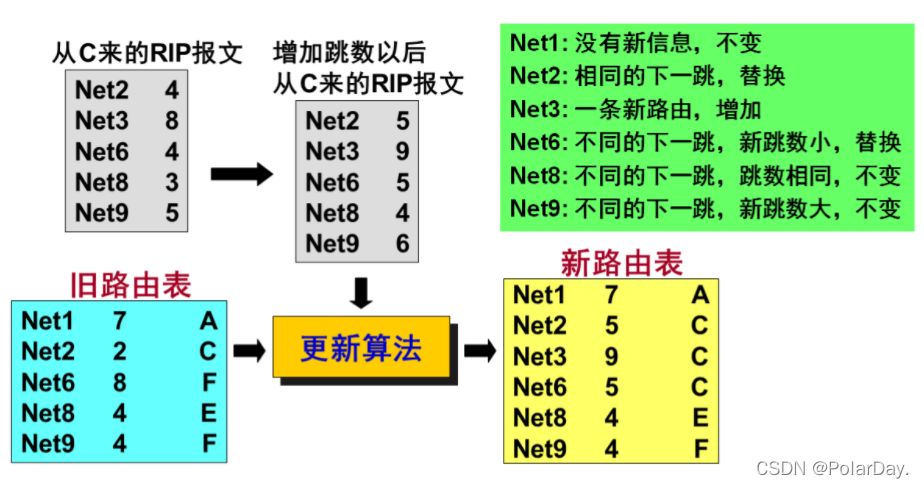 从C来的RIP报文
Net2 4
Net3 8
Net6 4
Net8 3
Net9 5
增加跳数以后
从C来的RIP报文
Net2 5
Net3 9
Net6 5
Net8 4
Net9 6
Net1: 没有新信息，不变
Net2: 相同的下一跳，替换
Net3: 一条新路由，增加
Net6: 不同的下一跳，新跳数小，替换
Net8: 不同的下一跳，跳数相同，不变
Net9: 不同的下一跳，新跳数大，不变
旧路由表
Net1 7 A
Net2 2 C
Net6 8 F
Net8 4 E
Net9 4 F
更新算法
新路由表
Net1 7 A
Net2 5 C
Net3 9 C
Net6 5 C
Net8 4 E
Net9 4 F
CSDN @PolarDay.